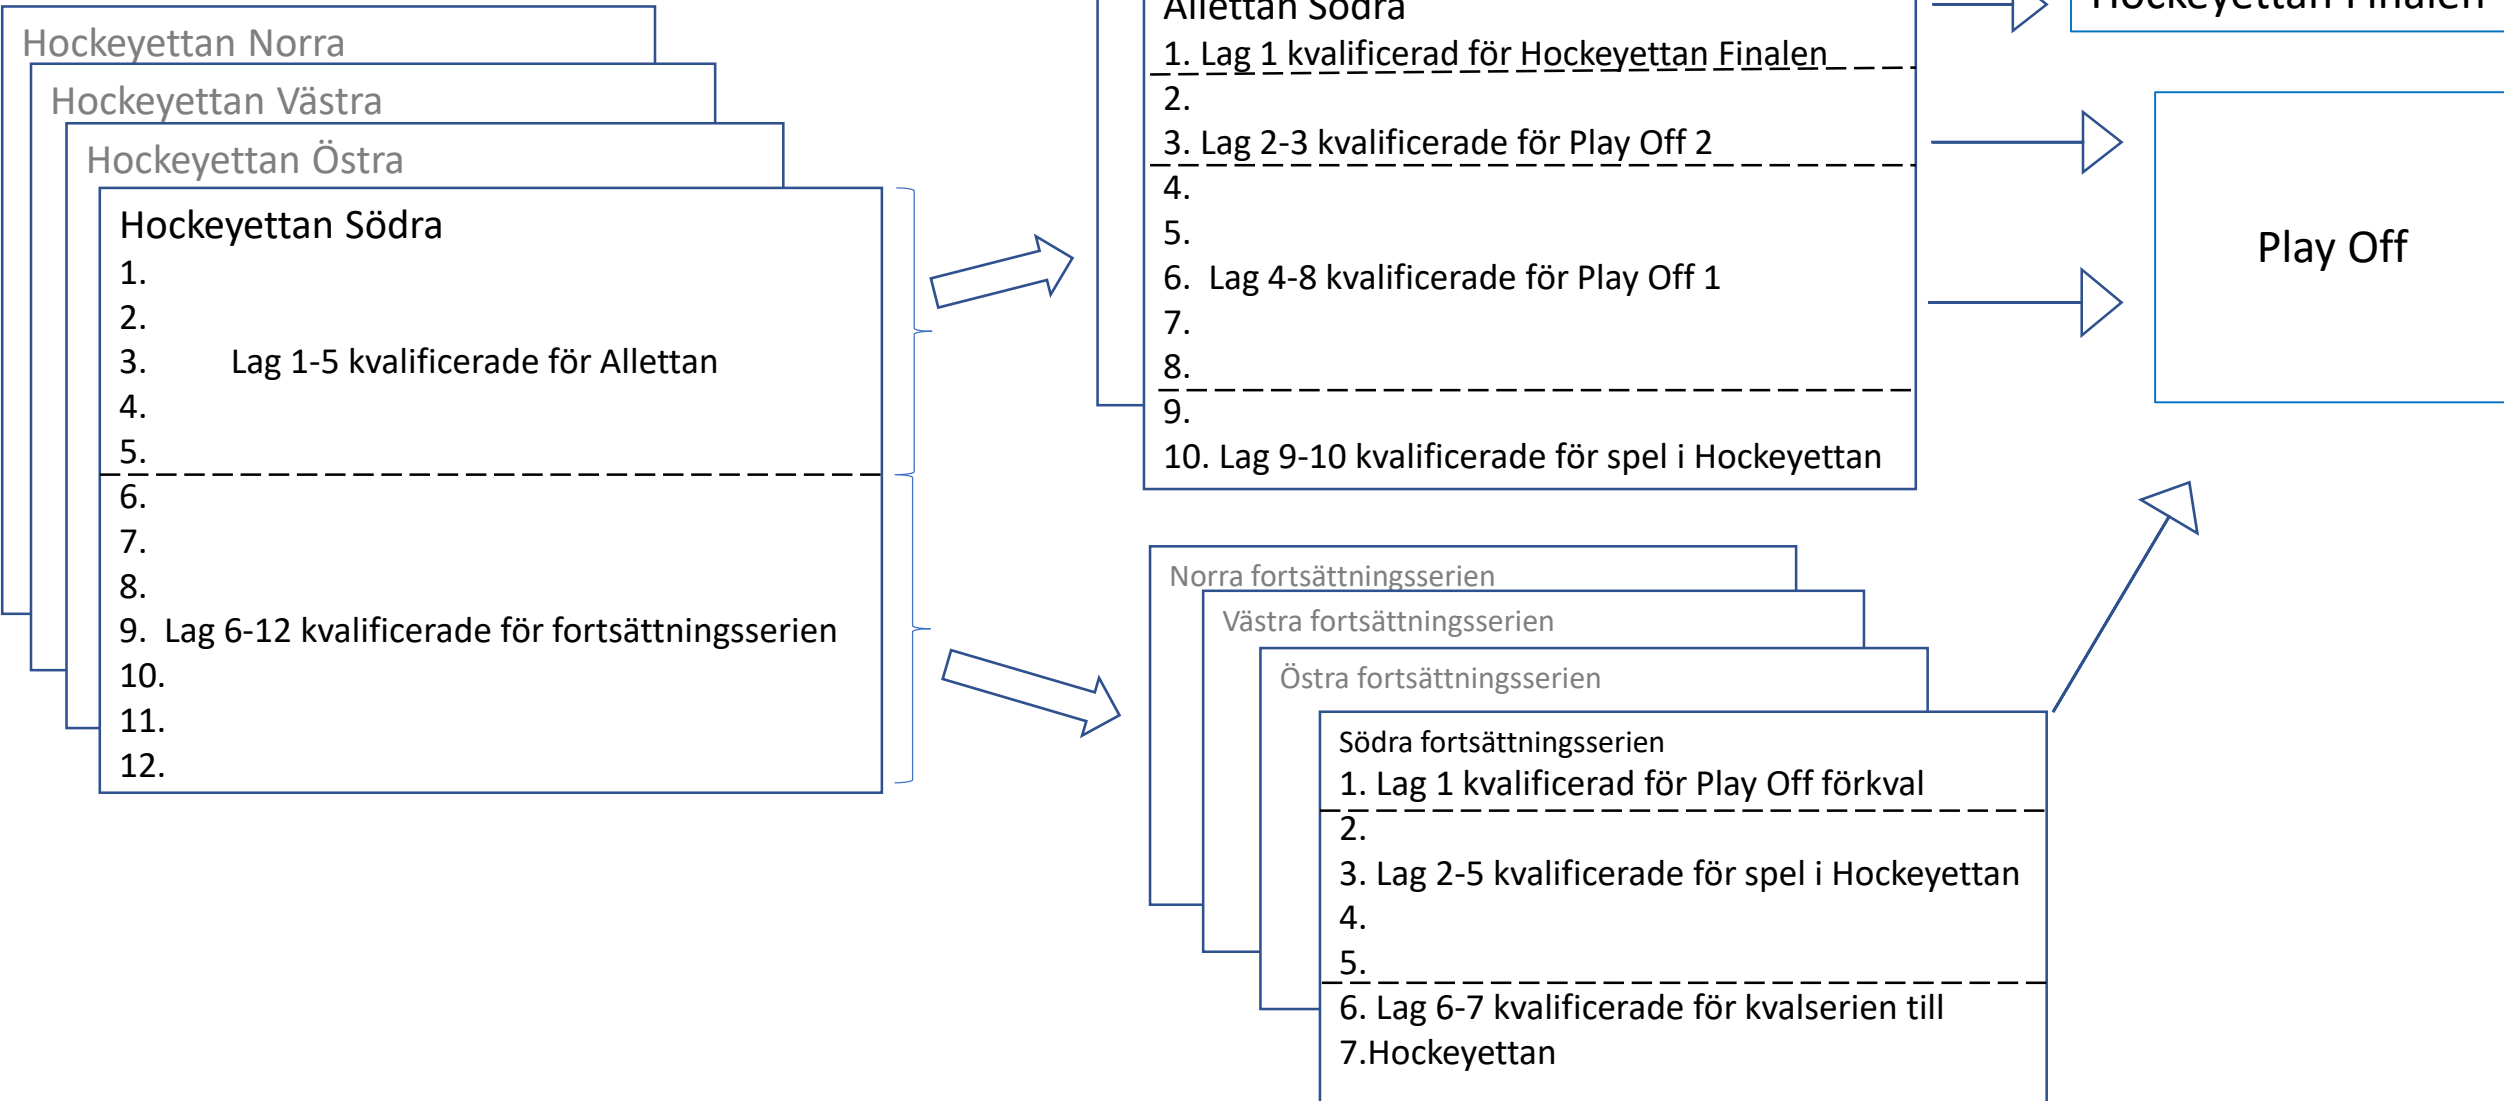 Hockeyettan Norra
Hockeyettan Västra
Hockeyettan Östra
Hockeyettan Södra
1.
2.
3. Lag 1-5 kvalificerade för Allettan
4.
5.
6.
7.
8.
9. Lag 6-12 kvalificerade för fortsättningsserien
10.
11.
12.
Allettan Södra
1. Lag 1 kvalificerad för Hockeyettan Finalen
2.
3. Lag 2-3 kvalificerade för Play Off 2
4.
5.
6. Lag 4-8 kvalificerade för Play Off 1
7.
8.
9.
10. Lag 9-10 kvalificerade för spel i Hockeyettan
Hockeyettan Finalen
Play Off
Norra fortsättningsserien
Västra fortsättningsserien
Östra fortsättningsserien
Södra fortsättningsserien
1. Lag 1 kvalificerad för Play Off förkval
2.
3. Lag 2-5 kvalificerade för spel i Hockeyettan
4.
5.
6. Lag 6-7 kvalificerade för kvalserien till
7.Hockeyettan